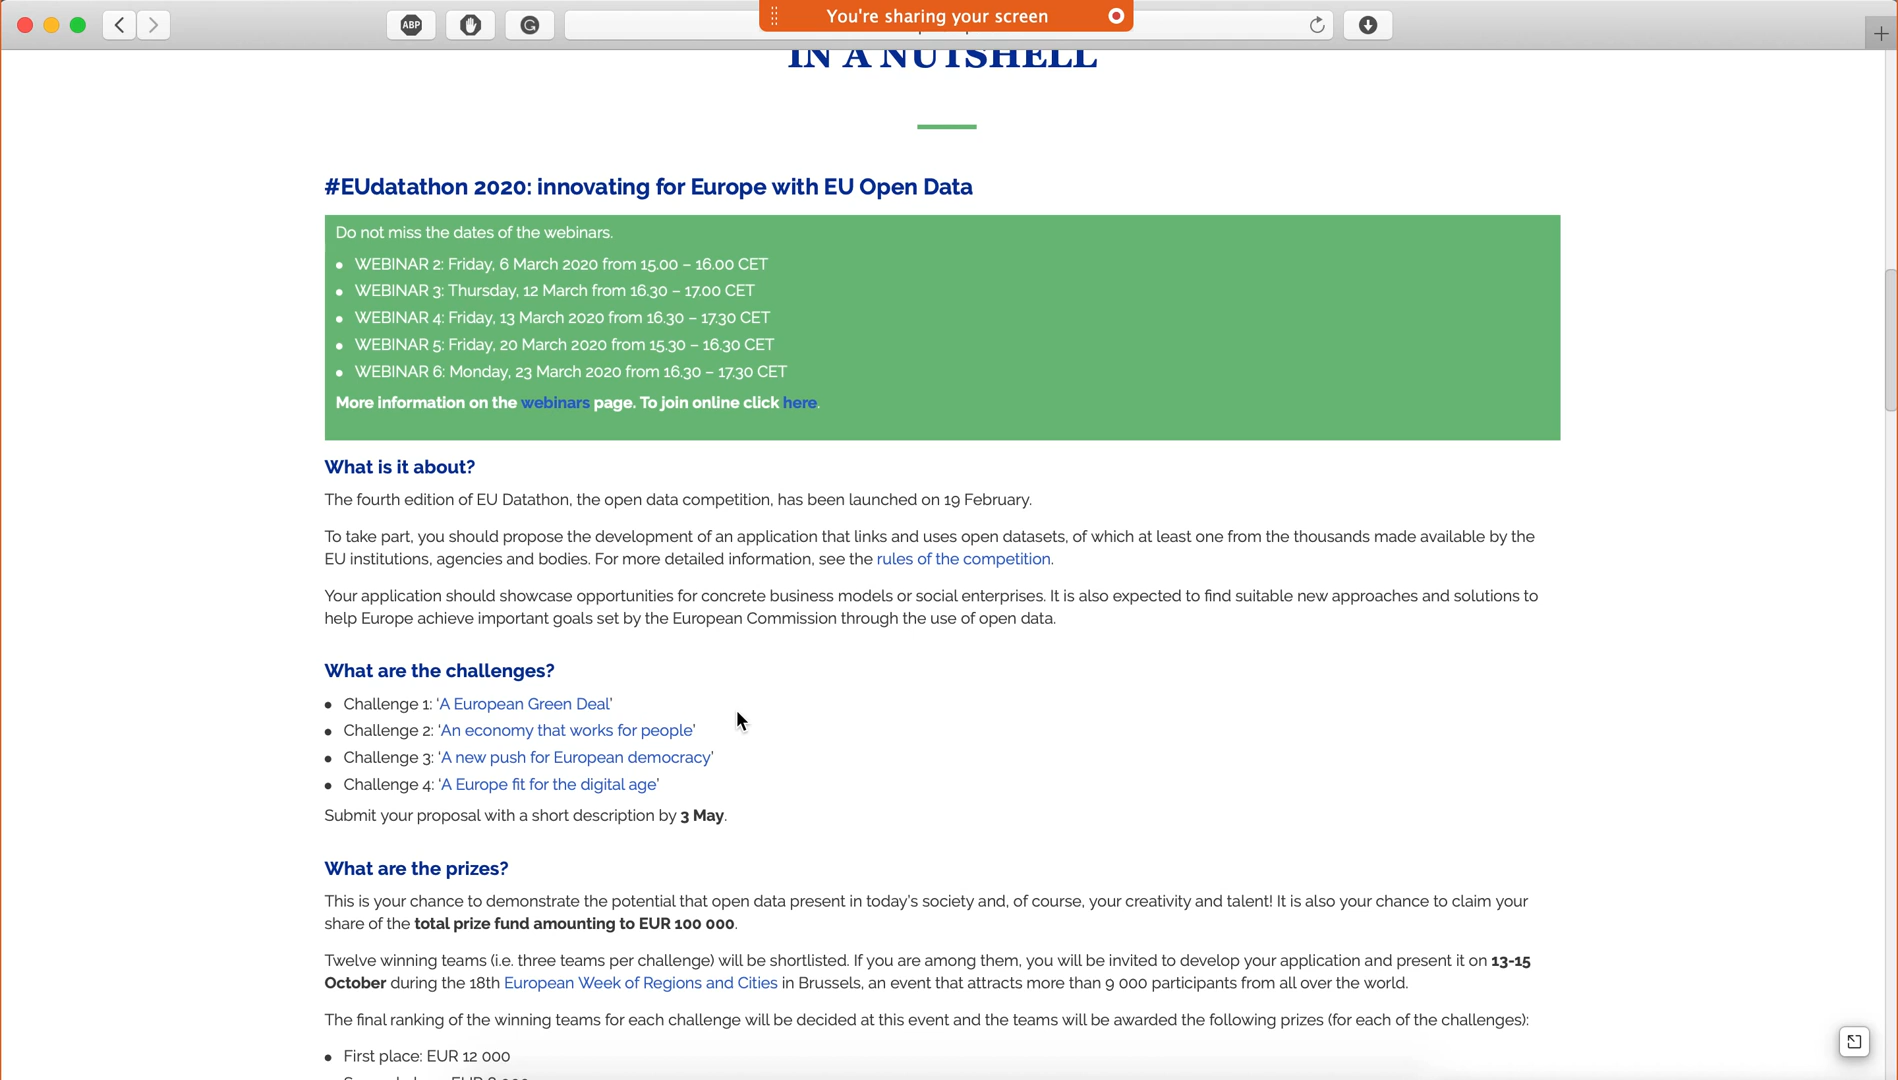 ABP
You're sharing your screen
IN A NUTSHELL
#EUdatathon 2020: innovating for Europe with EU Open Data
Do not miss the dates of the webinars.
• WEBINAR 2: Friday, 6 March 2020 from 15.00 – 16.00 CET
• WEBINAR 3: Thursday, 12 March from 16.30 – 17.00 CET
• WEBINAR 4: Friday, 13 March 2020 from 16.30 – 17.30 CET
• WEBINAR 5: Friday, 20 March 2020 from 15.30 – 16.30 CET
• WEBINAR 6: Monday, 23 March 2020 from 16.30 – 17.30 CET
More information on the webinars page. To join online click here.
What is it about?
The fourth edition of EU Datathon, the open data competition, has been launched on 19 February.
To take part, you should propose the development of an application that links and uses open datasets, of which at least one from the thousands made available by the
EU institutions, agencies and bodies. For more detailed information, see the rules of the competition.
Your application should showcase opportunities for concrete business models or social enterprises. It is also expected to find suitable new approaches and solutions to
help Europe achieve important goals set by the European Commission through the use of open data.
What are the challenges?
• Challenge 1: 'A European Green Deal'
• Challenge 2: 'An economy that works for people'
• Challenge 3: 'A new push for European democracy'
• Challenge 4: 'A Europe fit for the digital age'
Submit your proposal with a short description by 3 May.
What are the prizes?
This is your chance to demonstrate the potential that open data present in today's society and, of course, your creativity and talent! It is also your chance to claim your
share of the total prize fund amounting to EUR 100 000.
Twelve winning teams (i.e. three teams per challenge) will be shortlisted. If you are among them, you will be invited to develop your application and present it on 13-15
October during the 18th European Week of Regions and Cities in Brussels, an event that attracts more than 9 000 participants from all over the world.
The final ranking of the winning teams for each challenge will be decided at this event and the teams will be awarded the following prizes (for each of the challenges):
• First place: EUR 12 000